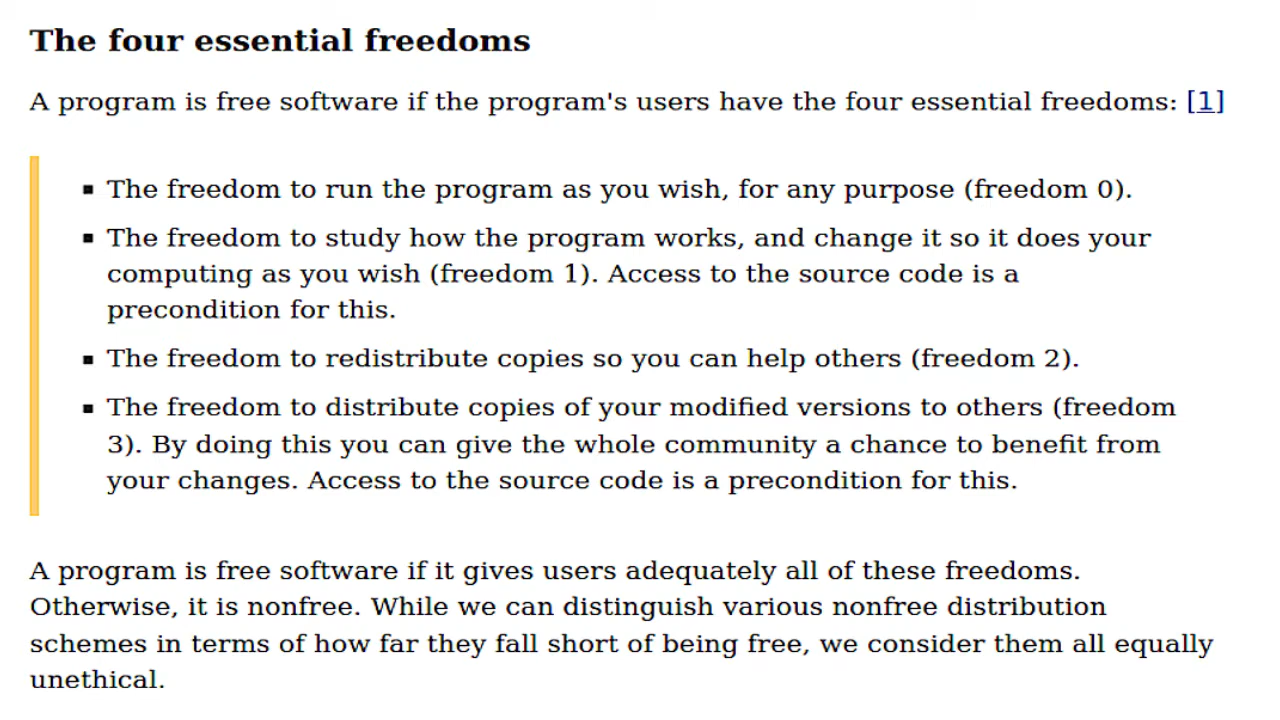 The four essential freedoms
A program is free software if the program's users have the four essential freedoms: [1]
The freedom to run the program as you wish, for any purpose (freedom 0).
The freedom to study how the program works, and change it so it does your
computing as you wish (freedom 1). Access to the source code is a
precondition for this.
The freedom to redistribute copies so you can help others (freedom 2).
The freedom to distribute copies of your modified versions to others (freedom
3). By doing this you can give the whole community a chance to benefit from
your changes. Access to the source code is a precondition for this.
A program is free software if it gives users adequately all of these freedoms.
Otherwise, it is nonfree. While we can distinguish various nonfree distribution
schemes in terms of how far they fall short of being free, we consider them all equally
unethical.